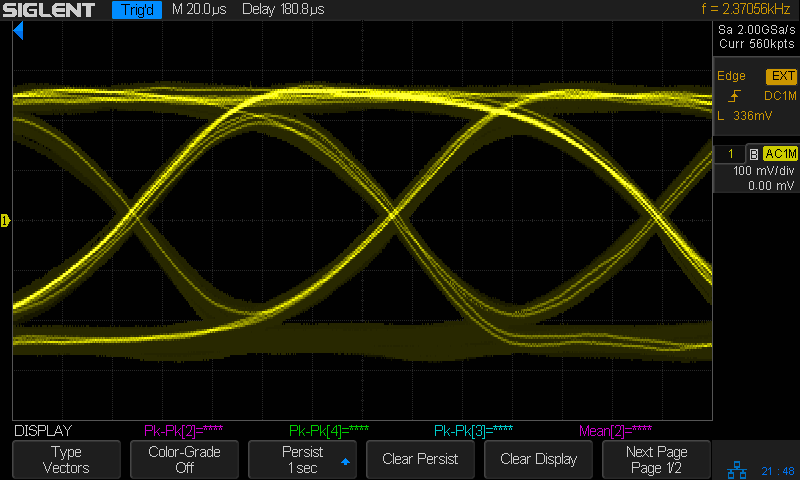 SIGLENT Trig'd M 20.0µs Delay 180.8µs f = 2.37056kHz
Sa 2.00GSa/s
Curr 560kpts
Edge EXT
DC1M
L 336mV
1 B AC1M
100 mV/div
0.00 mV
1
DISPLAY Pk-Pk[2]=**** Pk-Pk[4]=**** Pk-Pk[3]=**** Mean[2]=****
Type Color-Grade Persist Clear Persist Clear Display Next Page
Vectors Off 1 sec Page 1/2
21 : 48